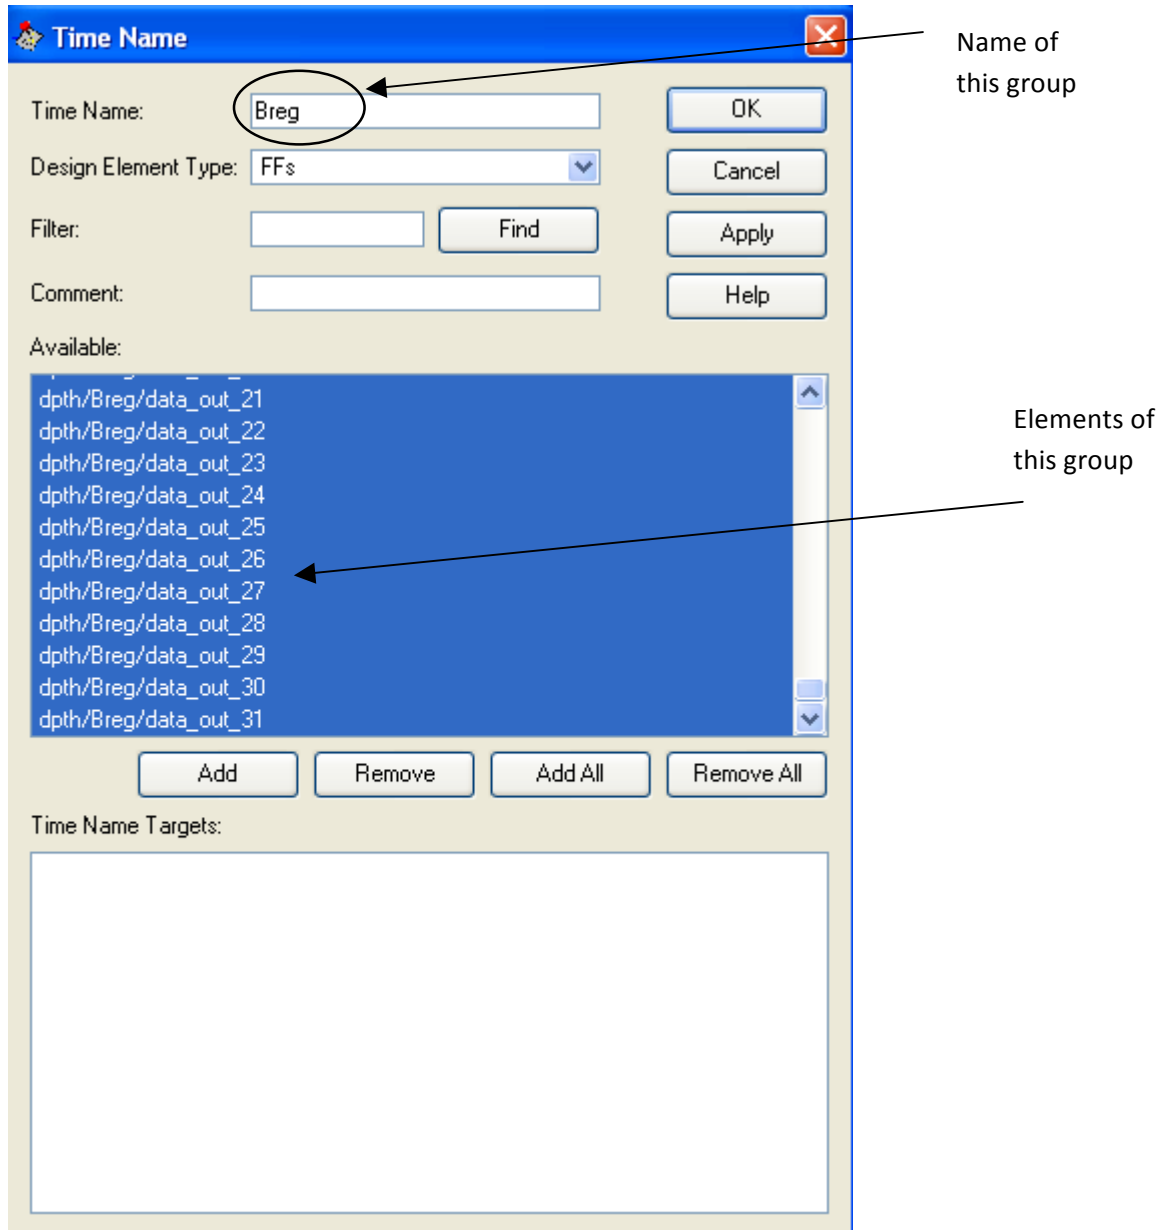 Time Name
Name of
this group
Time Name:
Breg
OK
Design Element Type:
FFs
Cancel
Filter:
Find
Apply
Comment:
Help
Available:
dpth/Breg/data_out_21
dpth/Breg/data_out_22
dpth/Breg/data_out_23
dpth/Breg/data_out_24
dpth/Breg/data_out_25
dpth/Breg/data_out_26
dpth/Breg/data_out_27
dpth/Breg/data_out_28
dpth/Breg/data_out_29
dpth/Breg/data_out_30
dpth/Breg/data_out_31
Elements of
this group
Add
Remove
Add All
Remove All
Time Name Targets: